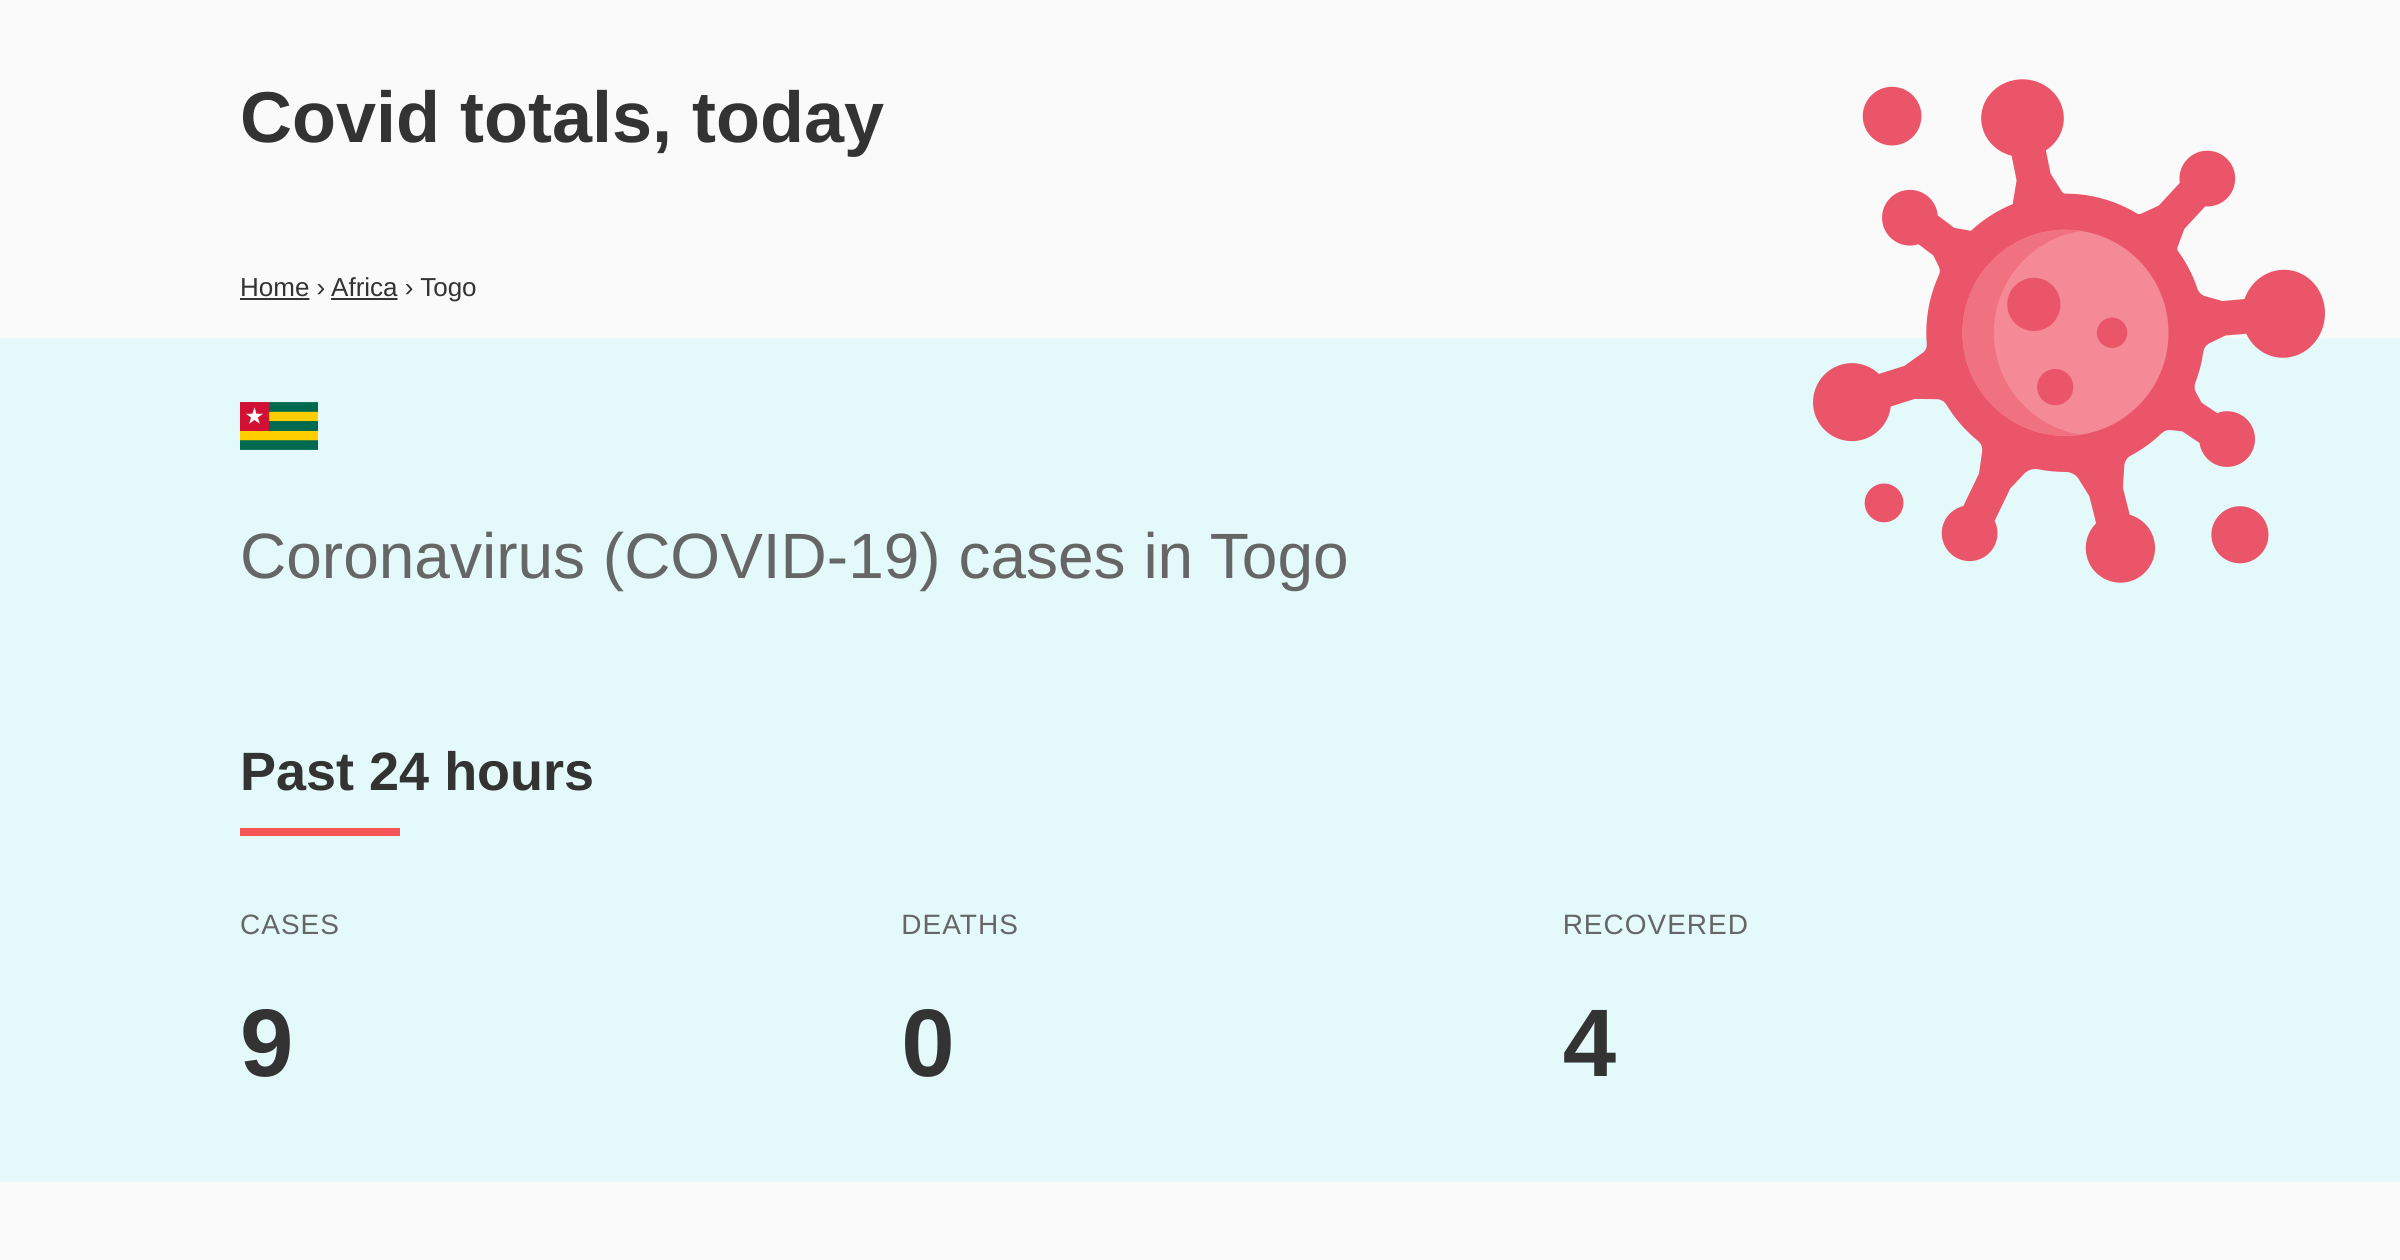 Covid totals, today
Home › Africa › Togo
Coronavirus (COVID-19) cases in Togo
Past 24 hours
CASES DEATHS RECOVERED
9 0 4